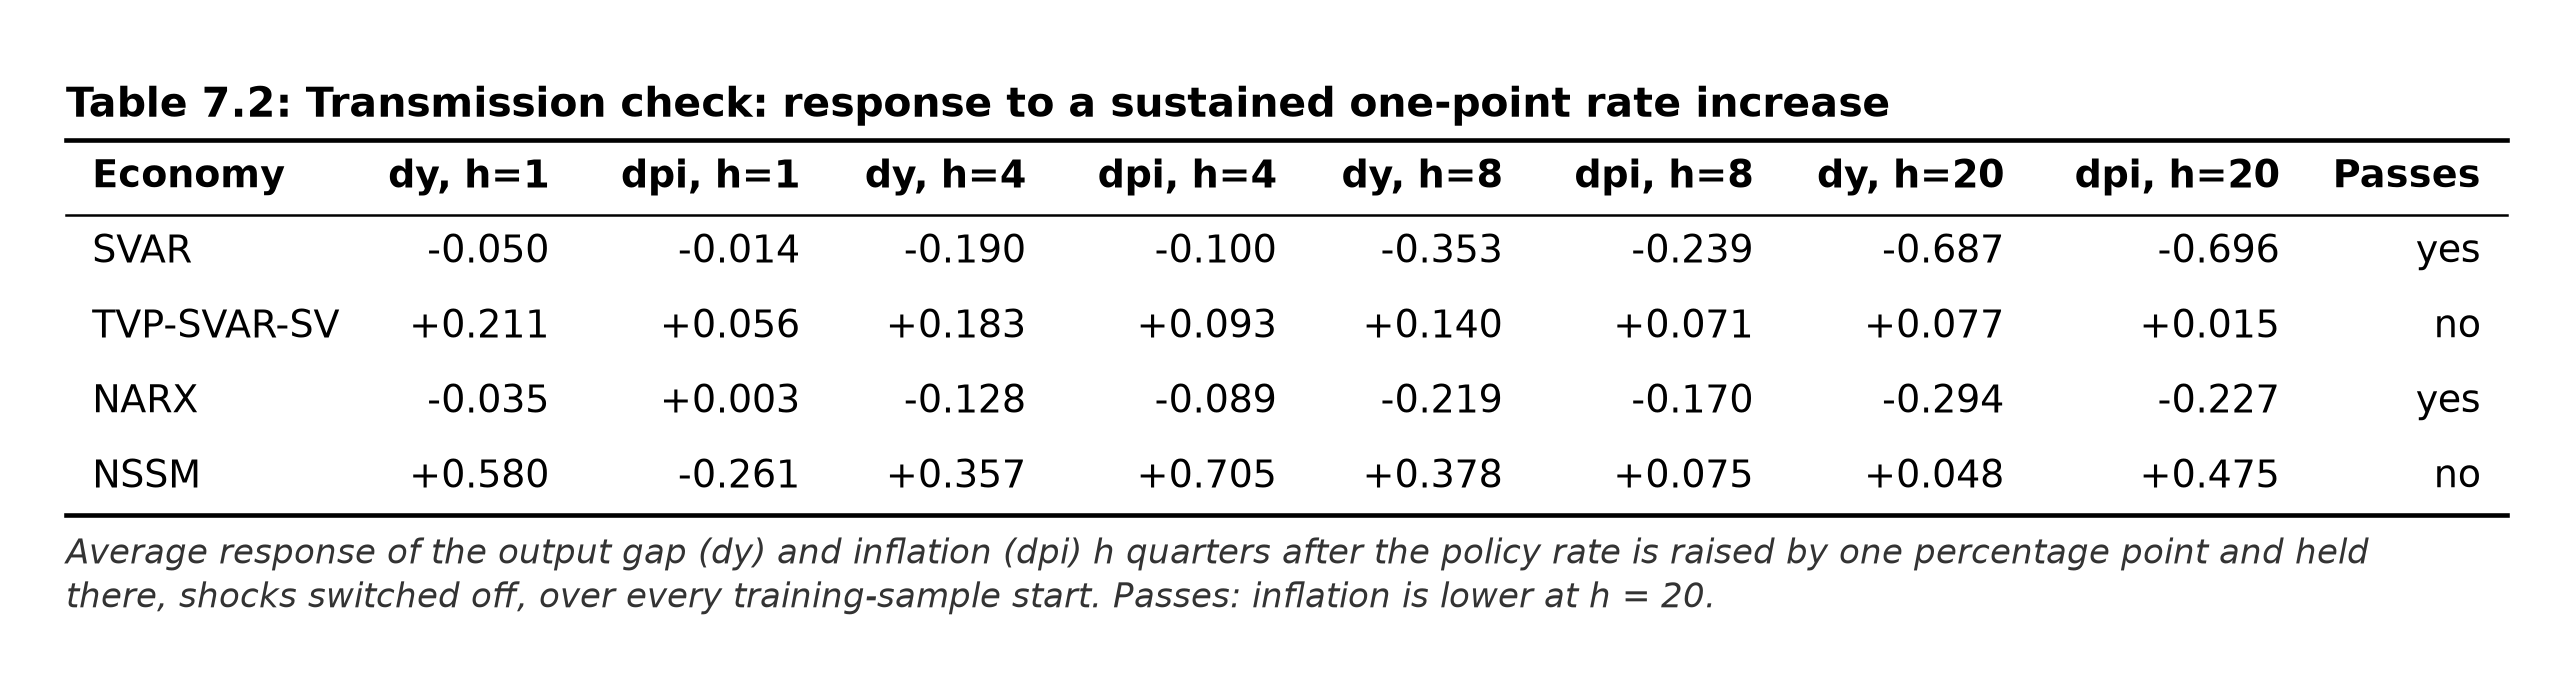 Table 7.2: Transmission check: response to a sustained one-point rate increase
Economy dy, h=1 dpi, h=1 dy, h=4 dpi, h=4 dy, h=8 dpi, h=8 dy, h=20 dpi, h=20 Passes
SVAR -0.050 -0.014 -0.190 -0.100 -0.353 -0.239 -0.687 -0.696 yes
TVP-SVAR-SV +0.211 +0.056 +0.183 +0.093 +0.140 +0.071 +0.077 +0.015 no
NARX -0.035 +0.003 -0.128 -0.089 -0.219 -0.170 -0.294 -0.227 yes
NSSM +0.580 -0.261 +0.357 +0.705 +0.378 +0.075 +0.048 +0.475 no
Average response of the output gap (dy) and inflation (dpi) h quarters after the policy rate is raised by one percentage point and held
there, shocks switched off, over every training-sample start. Passes: inflation is lower at h = 20.